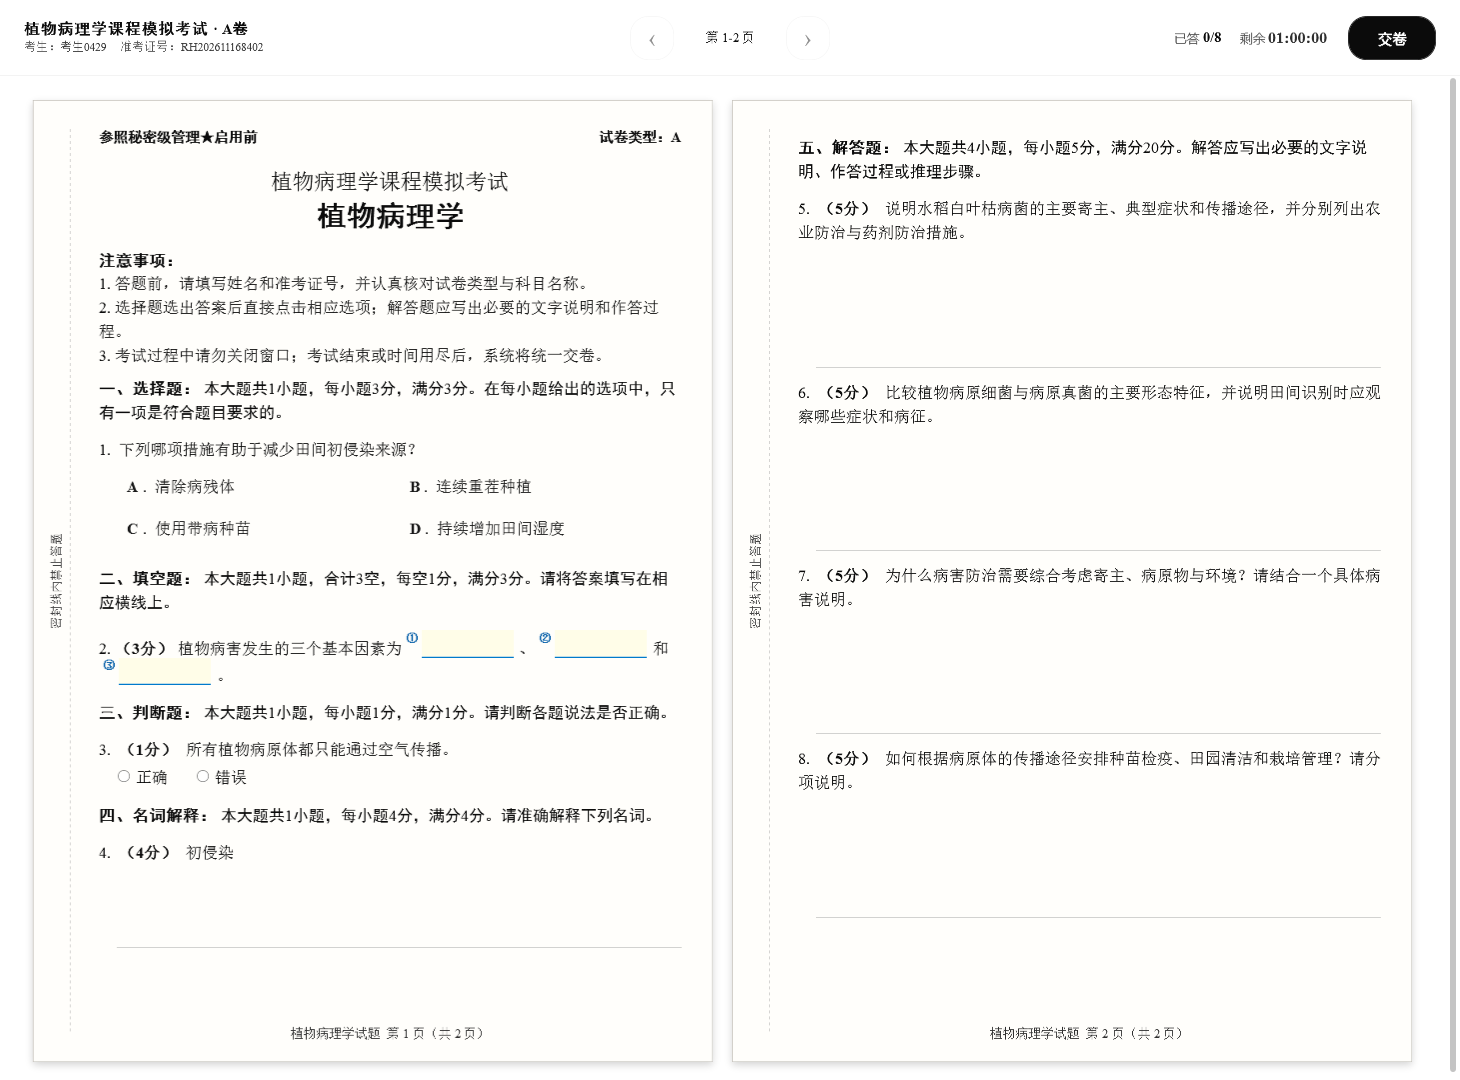 植物病理学课程模拟考试 · A卷
考生：考生0429 准考证号：RH202611168402
‹ 第 1-2 页 ›
已答 0/8 剩余 01:00:00 交卷
参照秘密级管理★启用前 试卷类型：A
植物病理学课程模拟考试
植物病理学
注意事项：
1. 答题前，请填写姓名和准考证号，并认真核对试卷类型与科目名称。
2. 选择题选出答案后直接点击相应选项；解答题应写出必要的文字说明和作答过
程。
3. 考试过程中请勿关闭窗口；考试结束或时间用尽后，系统将统一交卷。
一、选择题： 本大题共1小题，每小题3分，满分3分。在每小题给出的选项中，只
有一项是符合题目要求的。
1. 下列哪项措施有助于减少田间初侵染来源？
A． 清除病残体 B． 连续重茬种植
C． 使用带病种苗 D． 持续增加田间湿度
二、填空题： 本大题共1小题，合计3空，每空1分，满分3分。请将答案填写在相
应横线上。
2. （3分） 植物病害发生的三个基本因素为 ① 、 ② 和
③ 。
三、判断题： 本大题共1小题，每小题1分，满分1分。请判断各题说法是否正确。
3. （1分） 所有植物病原体都只能通过空气传播。
正确 错误
四、名词解释： 本大题共1小题，每小题4分，满分4分。请准确解释下列名词。
4. （4分） 初侵染
密封线内禁止答题
植物病理学试题 第 1 页（共 2 页）
五、解答题： 本大题共4小题，每小题5分，满分20分。解答应写出必要的文字说
明、作答过程或推理步骤。
5. （5分） 说明水稻白叶枯病菌的主要寄主、典型症状和传播途径，并分别列出农
业防治与药剂防治措施。
6. （5分） 比较植物病原细菌与病原真菌的主要形态特征，并说明田间识别时应观
察哪些症状和病征。
7. （5分） 为什么病害防治需要综合考虑寄主、病原物与环境？请结合一个具体病
害说明。
8. （5分） 如何根据病原体的传播途径安排种苗检疫、田园清洁和栽培管理？请分
项说明。
密封线内禁止答题
植物病理学试题 第 2 页（共 2 页）